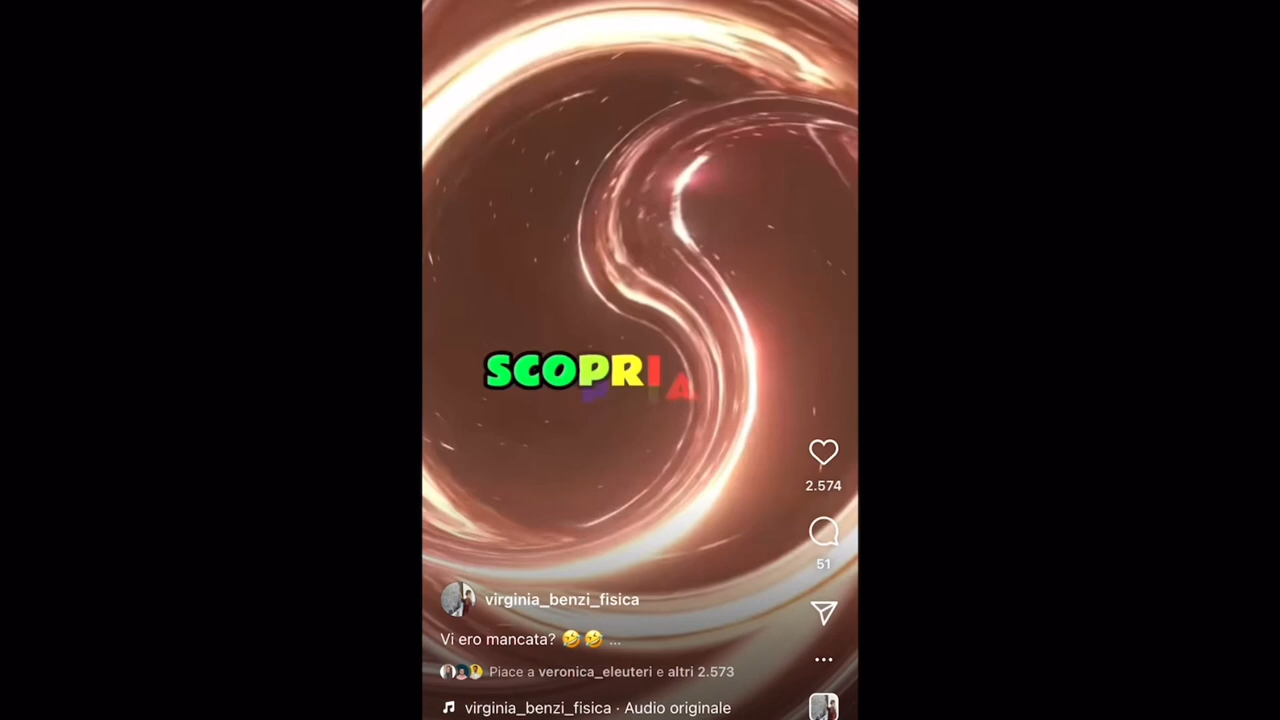 SCOPRI
2.574
51
virginia_benzi_fisica
Vi ero mancata? 🤣 🤣 ...
Piace a veronica_eleuteri e altri 2.573
virginia_benzi_fisica · Audio originale